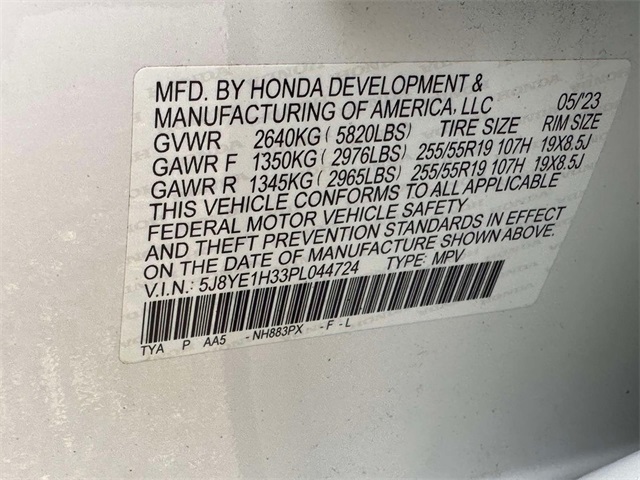 MFD. BY HONDA DEVELOPMENT &
MANUFACTURING OF AMERICA, LLC 05/'23
GVWR 2640KG ( 5820LBS) TIRE SIZE RIM SIZE
GAWR F 1350KG ( 2976LBS) 255/55R19 107H 19X8.5J
GAWR R 1345KG ( 2965LBS) 255/55R19 107H 19X8.5J
THIS VEHICLE CONFORMS TO ALL APPLICABLE
FEDERAL MOTOR VEHICLE SAFETY
AND THEFT PREVENTION STANDARDS IN EFFECT
ON THE DATE OF MANUFACTURE SHOWN ABOVE.
V.I.N.: 5J8YE1H33PL044724 TYPE: MPV
TYA P AA5 - NH883PX - F - L